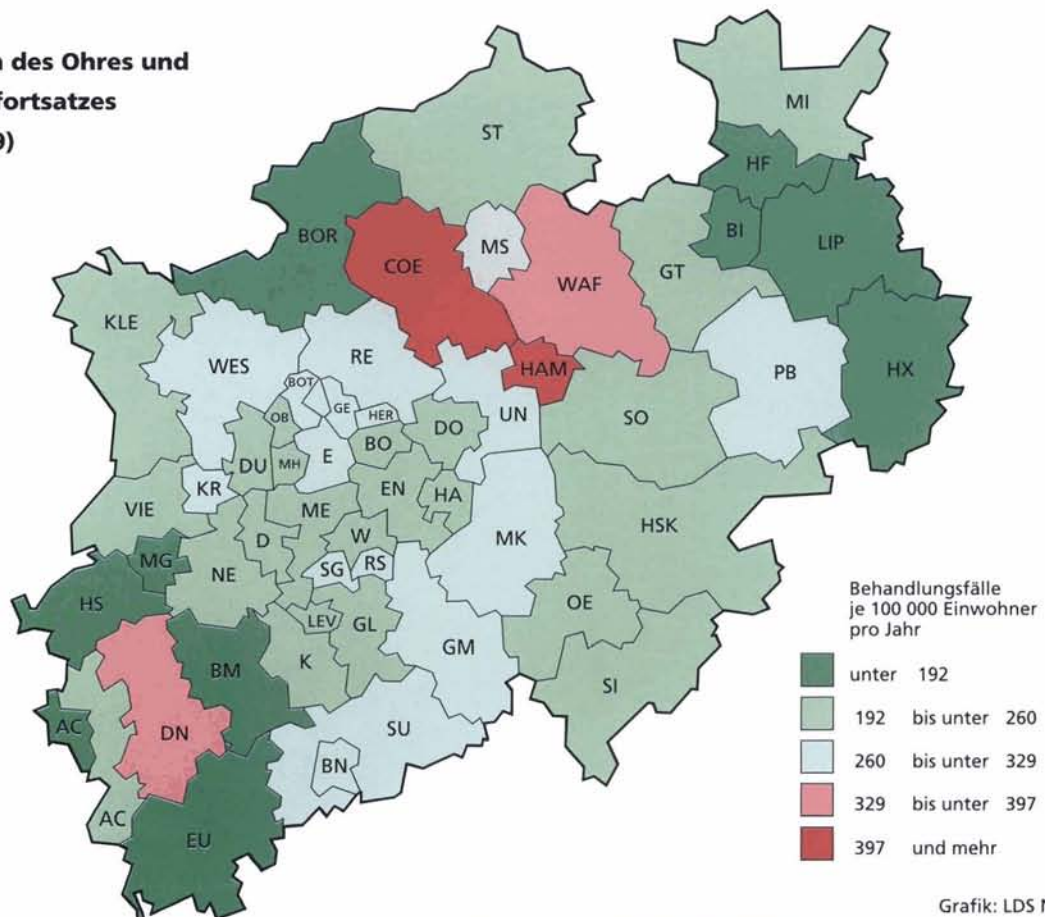 des Ohres und
fortsatzes
9)
MI
ST
HF
BI
LIP
BOR
MS
COE
WAF
GT
KLE
WES
RE
HAM
PB
HX
BOT
GE
HER
UN
OB
DO
SO
BO
DU
MH
E
KR
EN
HA
VIE
ME
HSK
D
W
MK
MG
NE
SG
RS
HS
OE
LEV
GL
K
GM
BM
SI
AC
DN
SU
BN
AC
EU
Behandlungsfälle
je 100 000 Einwohner
pro Jahr
unter 192
192 bis unter 260
260 bis unter 329
329 bis unter 397
397 und mehr
Grafik: LDS